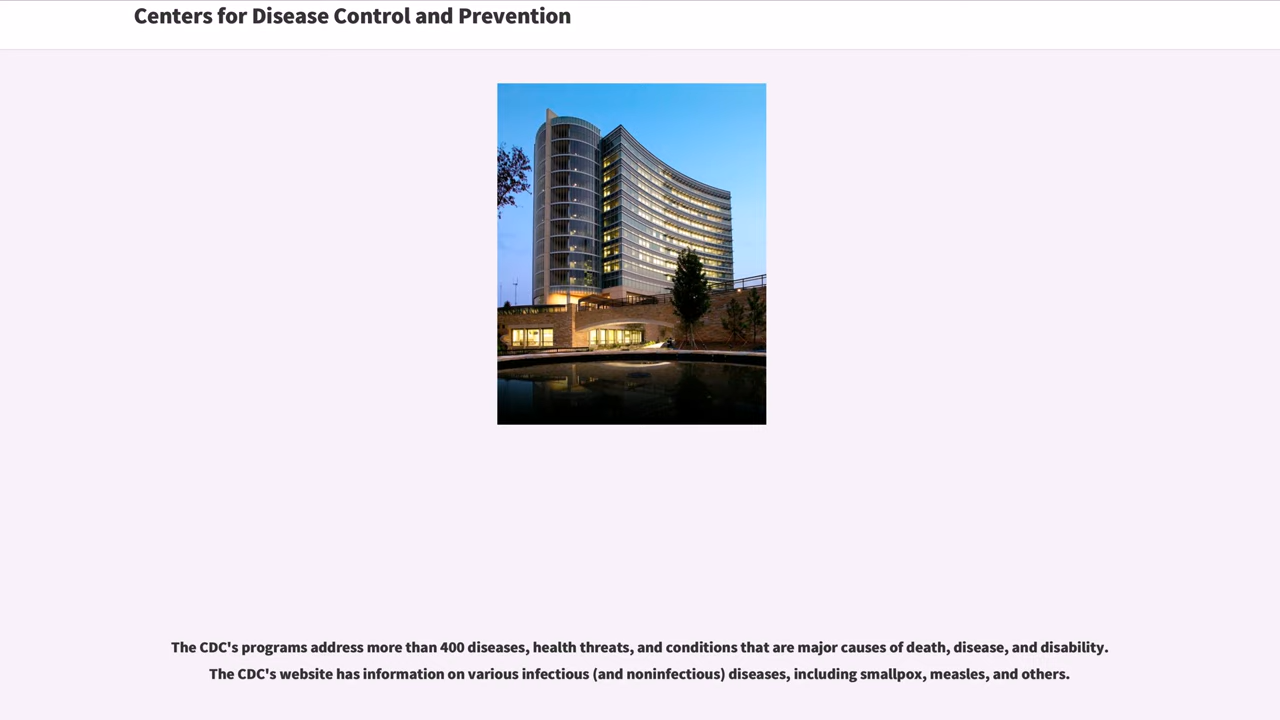 Centers for Disease Control and Prevention
The CDC's programs address more than 400 diseases, health threats, and conditions that are major causes of death, disease, and disability.
The CDC's website has information on various infectious (and noninfectious) diseases, including smallpox, measles, and others.